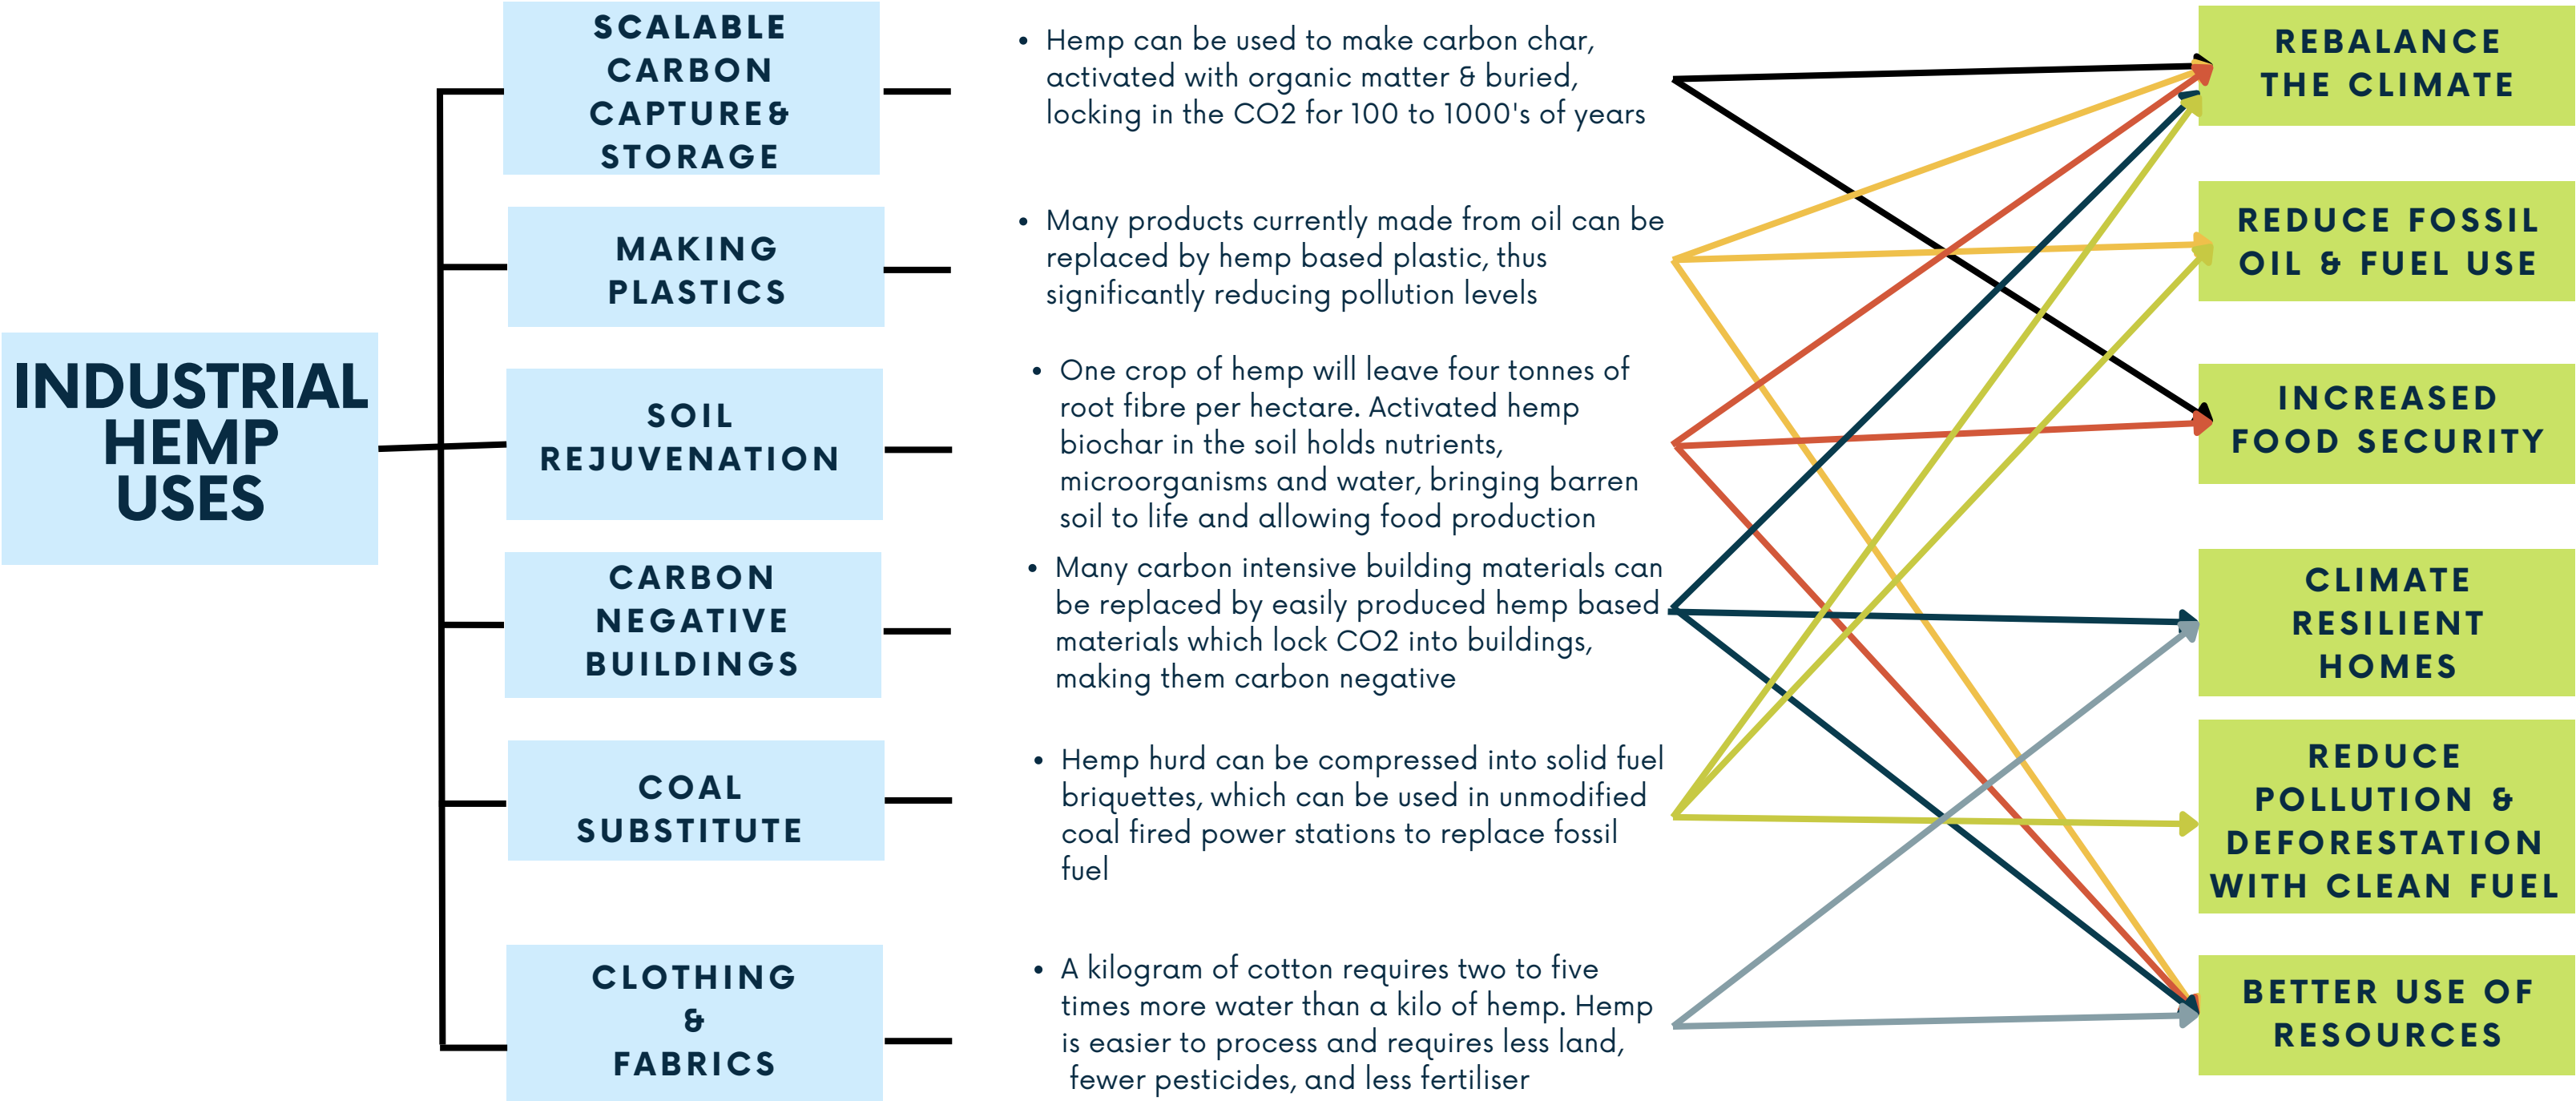 INDUSTRIAL
HEMP
USES
SCALABLE
CARBON
CAPTURE&
STORAGE
• Hemp can be used to make carbon char,
activated with organic matter & buried,
locking in the CO2 for 100 to 1000's of years
MAKING
PLASTICS
• Many products currently made from oil can be
replaced by hemp based plastic, thus
significantly reducing pollution levels
SOIL
REJUVENATION
• One crop of hemp will leave four tonnes of
root fibre per hectare. Activated hemp
biochar in the soil holds nutrients,
microorganisms and water, bringing barren
soil to life and allowing food production
CARBON
NEGATIVE
BUILDINGS
• Many carbon intensive building materials can
be replaced by easily produced hemp based
materials which lock CO2 into buildings,
making them carbon negative
COAL
SUBSTITUTE
• Hemp hurd can be compressed into solid fuel
briquettes, which can be used in unmodified
coal fired power stations to replace fossil
fuel
CLOTHING
&
FABRICS
• A kilogram of cotton requires two to five
times more water than a kilo of hemp. Hemp
is easier to process and requires less land,
fewer pesticides, and less fertiliser
REBALANCE
THE CLIMATE
REDUCE FOSSIL
OIL & FUEL USE
INCREASED
FOOD SECURITY
CLIMATE
RESILIENT
HOMES
REDUCE
POLLUTION &
DEFORESTATION
WITH CLEAN FUEL
BETTER USE OF
RESOURCES